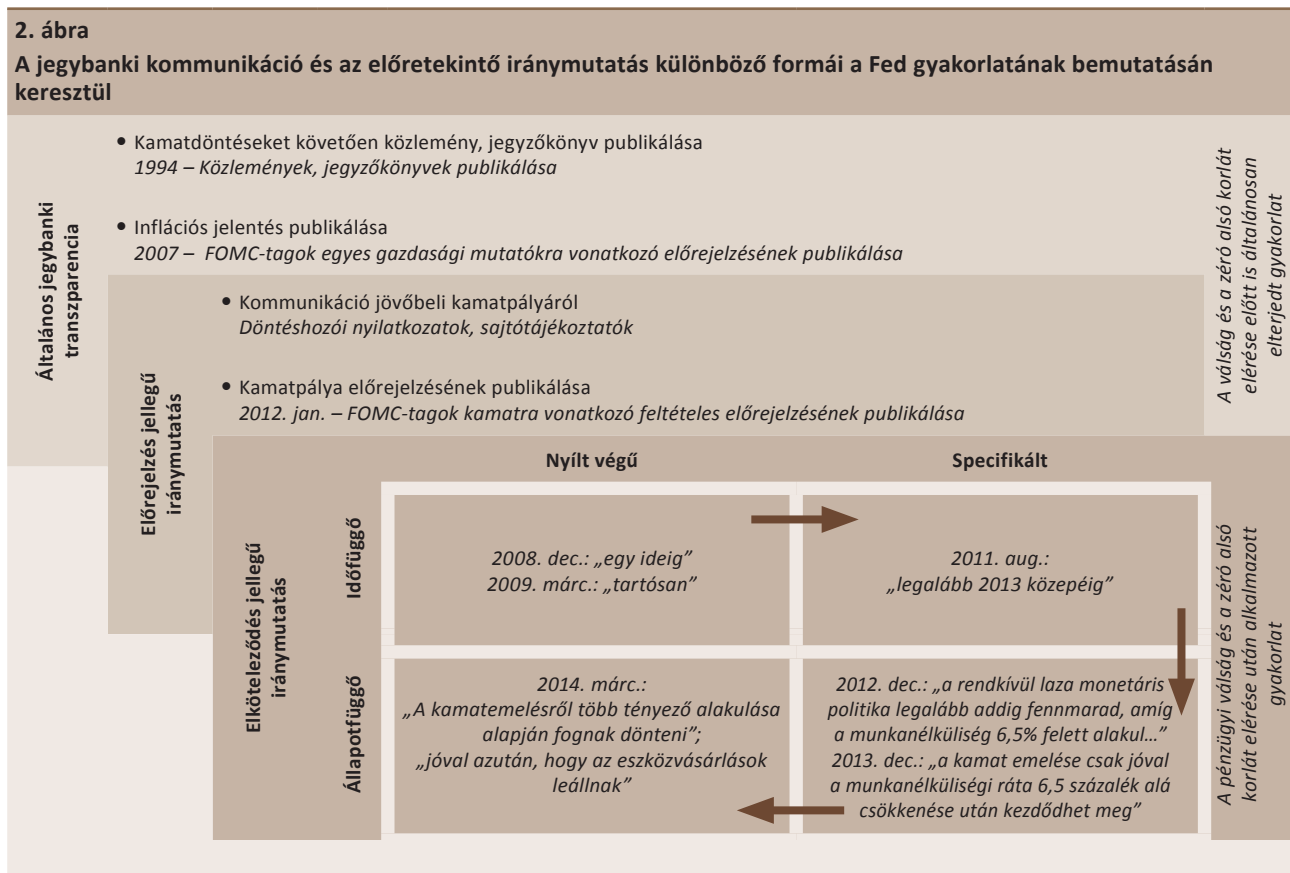 2. ábra
A jegybanki kommunikáció és az előretekintő iránymutatás különböző formái a Fed gyakorlatának bemutatásán
keresztül
Általános jegybanki
transzparencia
• Kamatdöntéseket követően közlemény, jegyzőkönyv publikálása
1994 – Közlemények, jegyzőkönyvek publikálása
• Inflációs jelentés publikálása
2007 – FOMC-tagok egyes gazdasági mutatókra vonatkozó előrejelzésének publikálása
A válság és a zéró alsó korlát
elérése előtt is általánosan
elterjedt gyakorlat
Előrejelzés jellegű
iránymutatás
• Kommunikáció jövőbeli kamatpályáról
Döntéshozói nyilatkozatok, sajtótájékoztatók
• Kamatpálya előrejelzésének publikálása
2012. jan. – FOMC-tagok kamatra vonatkozó feltételes előrejelzésének publikálása
Elköteleződés jellegű
iránymutatás
Nyílt végű
Specifikált
Időfüggő
2008. dec.: „egy ideig”
2009. márc.: „tartósan”
2011. aug.:
„legalább 2013 közepéig”
Állapotfüggő
2014. márc.:
„A kamatemelésről több tényező alakulása
alapján fognak dönteni”;
„jóval azután, hogy az eszközvásárlások
leállnak”
2012. dec.: „a rendkívül laza monetáris
politika legalább addig fennmarad, amíg
a munkanélküliség 6,5% felett alakul...”
2013. dec.: „a kamat emelése csak jóval
a munkanélküliségi ráta 6,5 százalék alá
csökkenése után kezdődhet meg”
A pénzügyi válság és a zéró alsó
korlát elérése után alkalmazott
gyakorlat